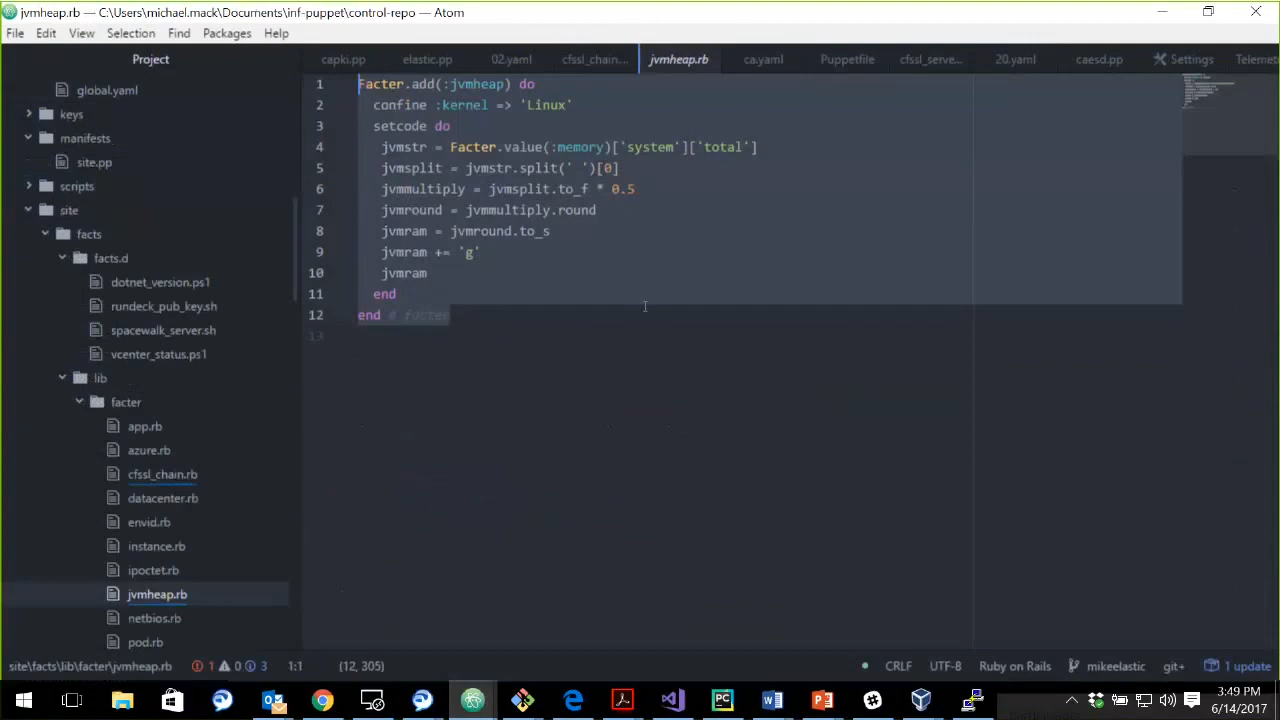 jvmheap.rb — C:\Users\michael.mack\Documents\inf-puppet\control-repo — Atom
File Edit View Selection Find Packages Help
Project
global.yaml
keys
manifests
site.pp
scripts
site
facts
facts.d
dotnet_version.ps1
rundeck_pub_key.sh
spacewalk_server.sh
vcenter_status.ps1
lib
facter
app.rb
azure.rb
cfssl_chain.rb
datacenter.rb
envid.rb
instance.rb
ipoctet.rb
jvmheap.rb
netbios.rb
pod.rb
capki.pp elastic.pp 02.yaml cfssl_chain... jvmheap.rb ca.yaml Puppetfile cfssl_serve... 20.yaml caesd.pp Settings Telemet
1 Facter.add(:jvmheap) do
2 confine :kernel => 'Linux'
3 setcode do
4 jvmstr = Facter.value(:memory)['system']['total']
5 jvmsplit = jvmstr.split(' ')[0]
6 jvmmultiply = jvmsplit.to_f * 0.5
7 jvmround = jvmmultiply.round
8 jvmram = jvmround.to_s
9 jvmram += 'g'
10 jvmram
11 end
12 end # facter
13
site\facts\lib\facter\jvmheap.rb 1 0 3 1:1 (12, 305) CRLF UTF-8 Ruby on Rails mikeelastic git+ 1 update
3:49 P
6/14/2017